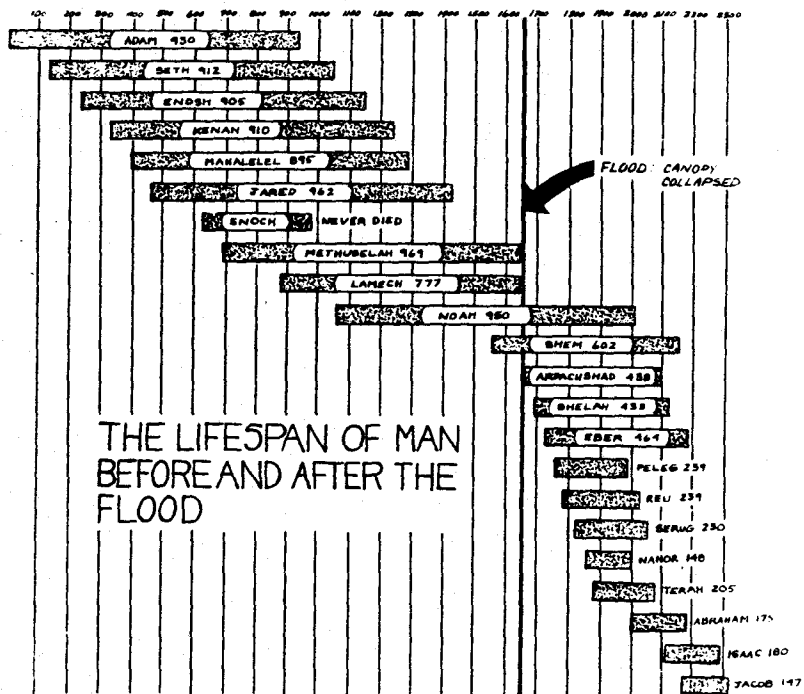 100 200 300 400 500 600 700 800 900 1000 1100 1200 1300 1400 1500 1600 1700 1800 1900 2000 2100 2200 2300
ADAM 930
SETH 912
ENOSH 905
KENAN 910
MAHALELEL 895
JARED 962
FLOOD: CANOPY
COLLAPSED
ENOCH NEVER DIED
METHUSELAH 969
LAMECH 777
NOAH 950
SHEM 602
ARPACHSHAD 438
SHELAH 433
EBER 464
THE LIFESPAN OF MAN
BEFORE AND AFTER THE
FLOOD
PELEG 239
REU 239
SERUG 230
NAHOR 148
TERAH 205
ABRAHAM 175
ISAAC 180
JACOB 147